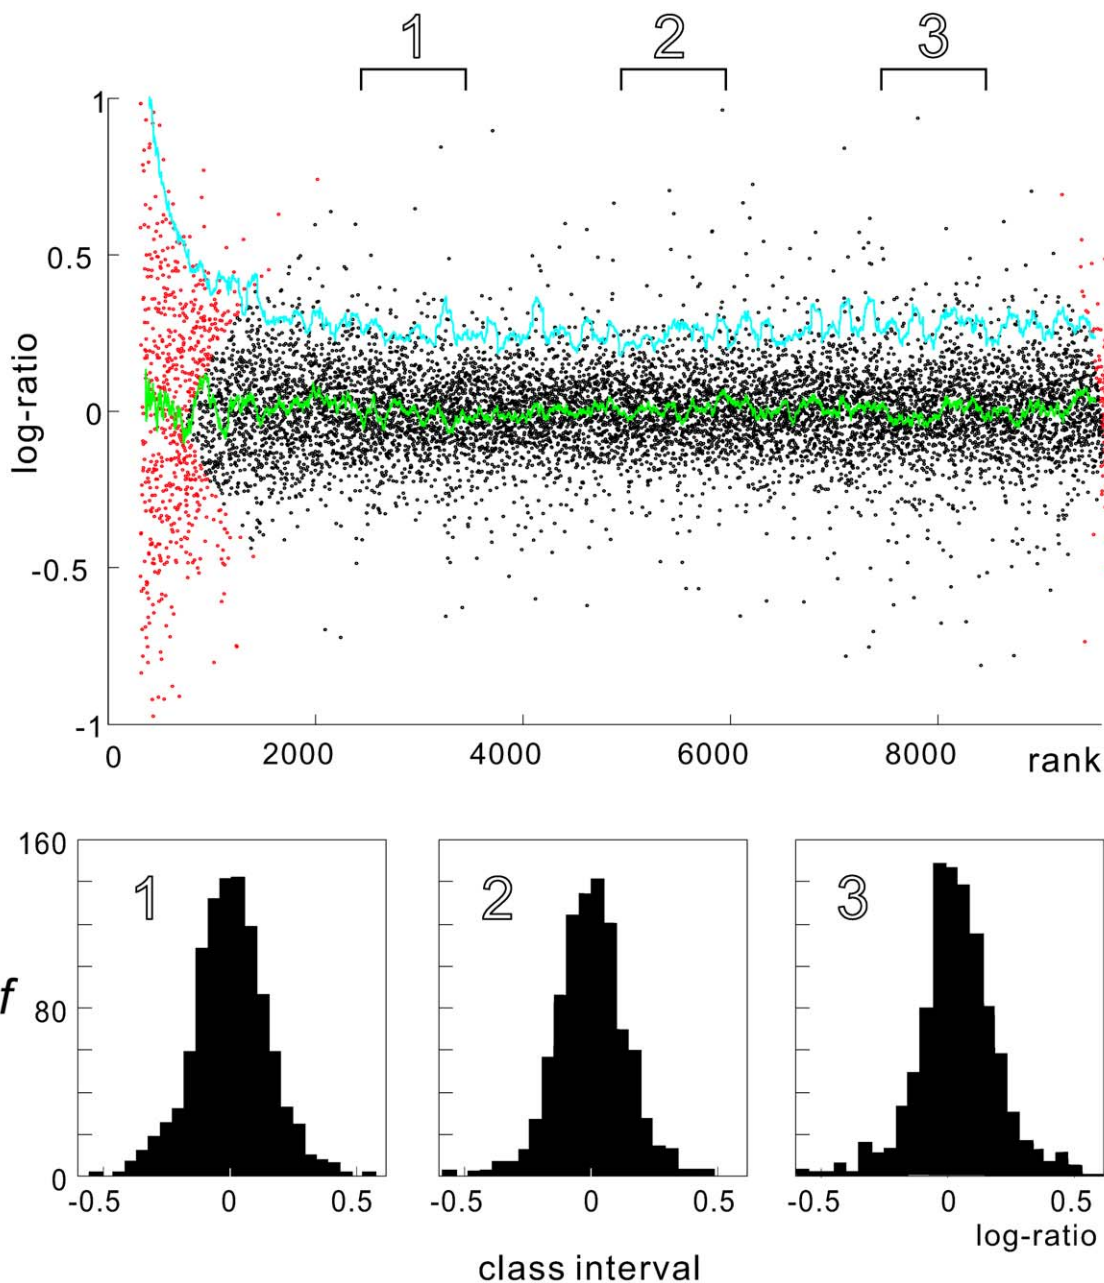 1 2 3
1
0.5
0
-0.5
-1
log-ratio
0 2000 4000 6000 8000 rank
160
80
0
f
1 2 3
-0.5 0 0.5 -0.5 0 0.5 -0.5 0 0.5
log-ratio
class interval